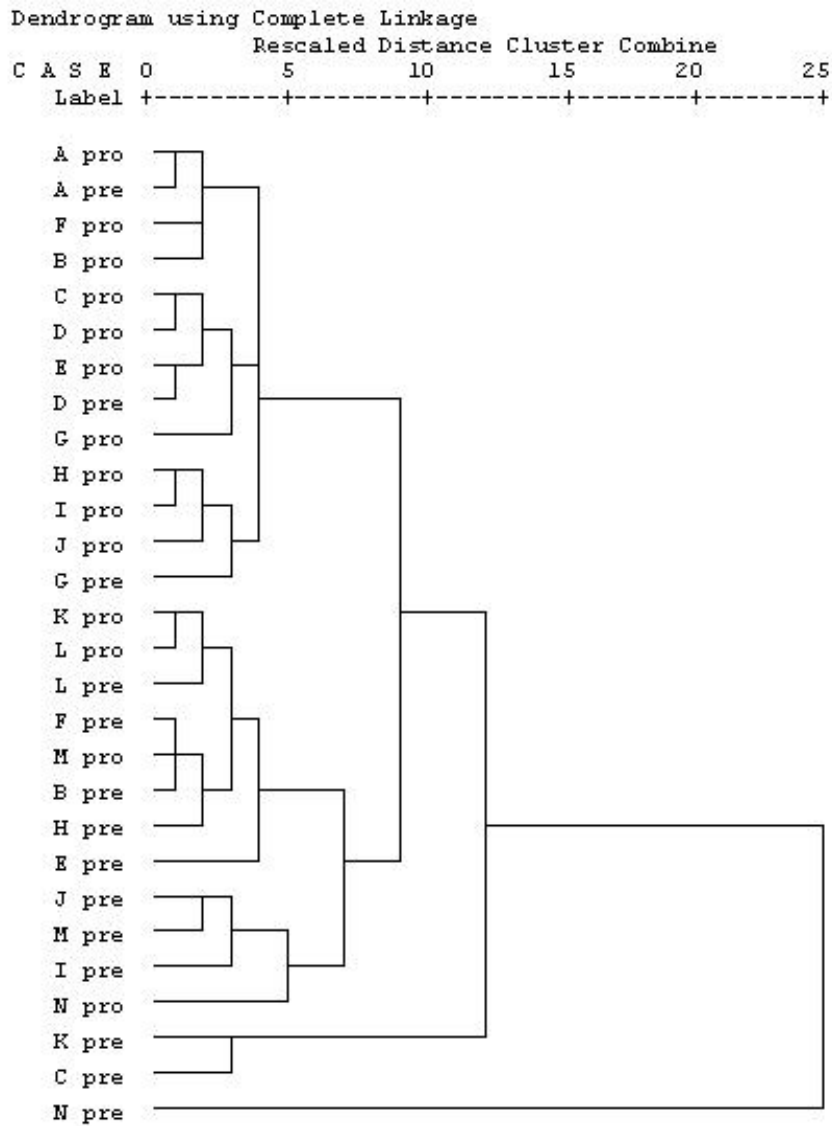 Dendrogram using Complete Linkage
Rescaled Distance Cluster Combine
C A S E 0 5 10 15 20 25
Label +---------+---------+---------+---------+---------+
A pro
A pre
F pro
B pro
C pro
D pro
E pro
D pre
G pro
H pro
I pro
J pro
G pre
K pro
L pro
L pre
F pre
M pro
B pre
H pre
E pre
J pre
M pre
I pre
N pro
K pre
C pre
N pre